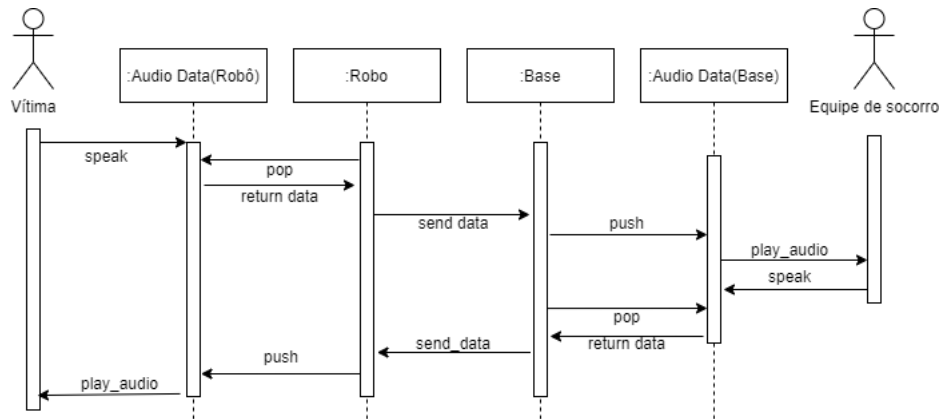 :Audio Data(Robô)
:Robo
:Base
:Audio Data(Base)
Vítima
Equipe de socorro
speak
pop
return data
send data
push
play_audio
speak
pop
return data
send_data
push
play_audio